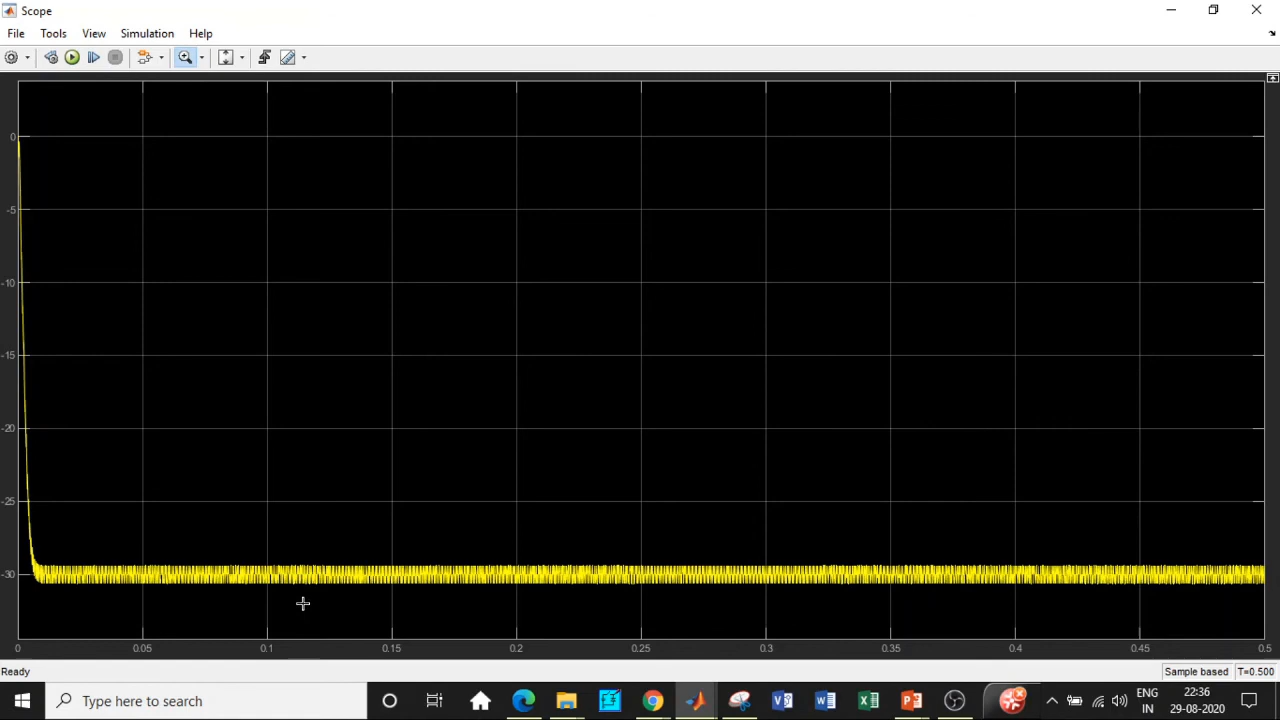 Scope
File Tools View Simulation Help
0
-5
-10
-15
-20
-25
-30
0 0.05 0.1 0.15 0.2 0.25 0.3 0.35 0.4 0.45 0.5
Ready Sample based T=0.500
Type here to search
ENG 22:36
IN 29-08-2020